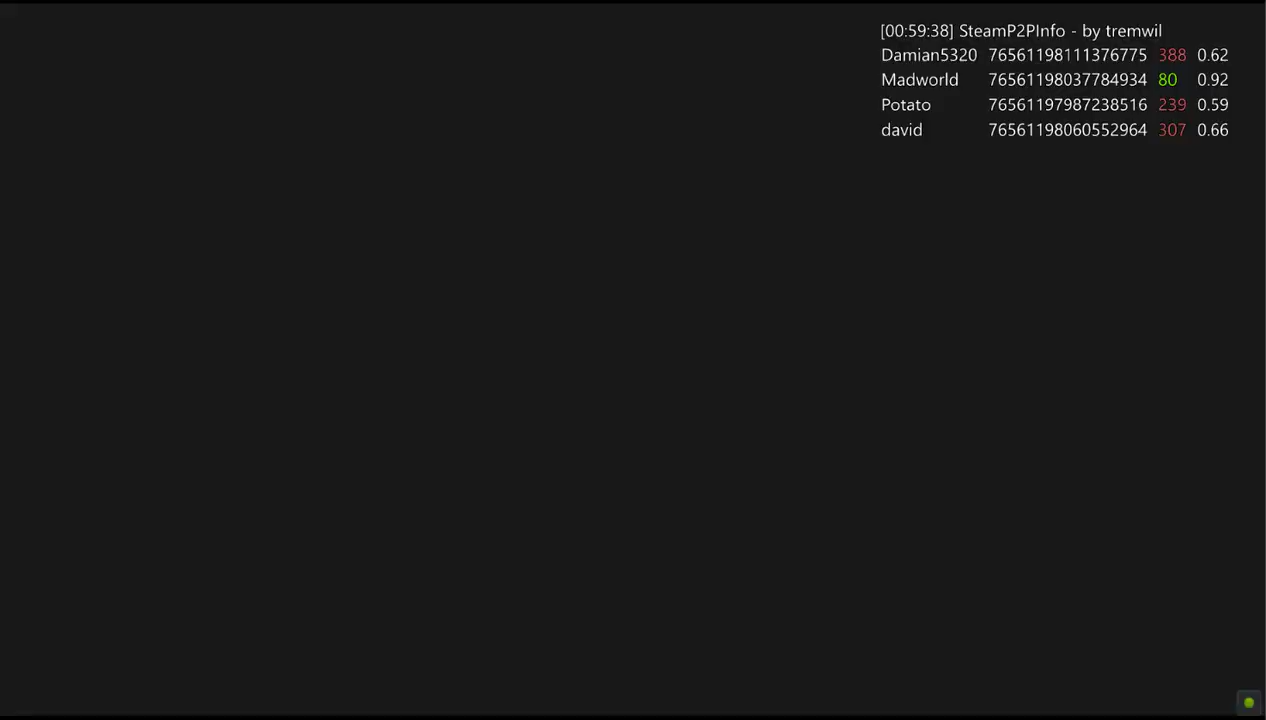 [00:59:38] SteamP2PInfo - by tremwil
Damian5320 76561198111376775 388 0.62
Madworld 76561198037784934 80 0.92
Potato 76561197987238516 239 0.59
david 76561198060552964 307 0.66